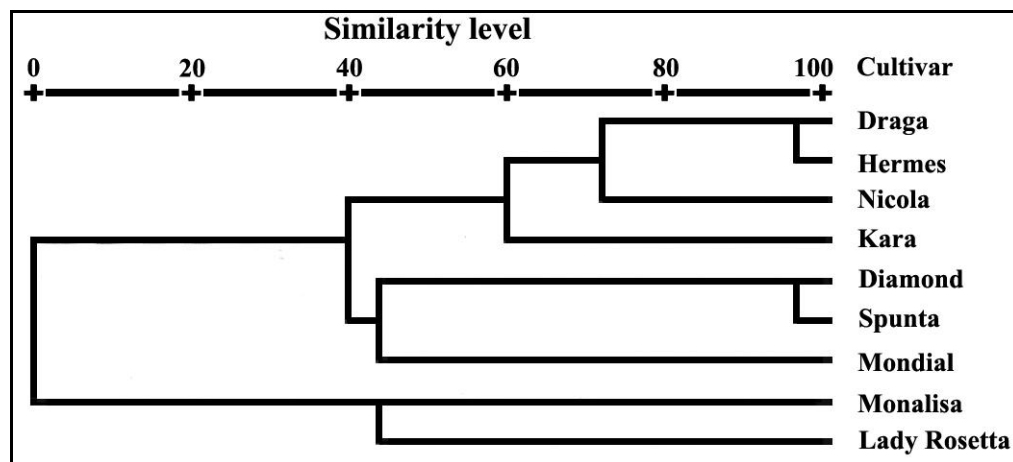 Similarity level
0 20 40 60 80 100 Cultivar
Draga
Hermes
Nicola
Kara
Diamond
Spunta
Mondial
Monalisa
Lady Rosetta